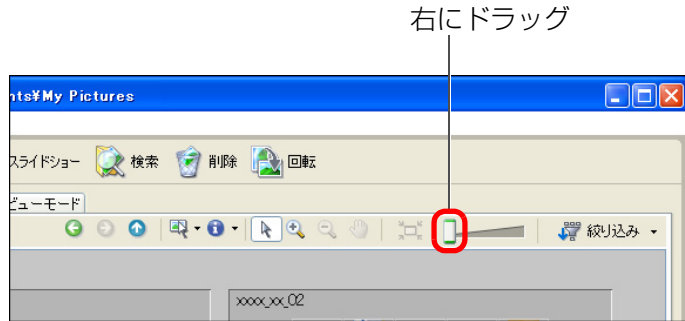 右にドラッグ
nts¥My Pictures
スライドショー 検索 削除 回転
ビューモード
絞り込み
xxxx_xx_02